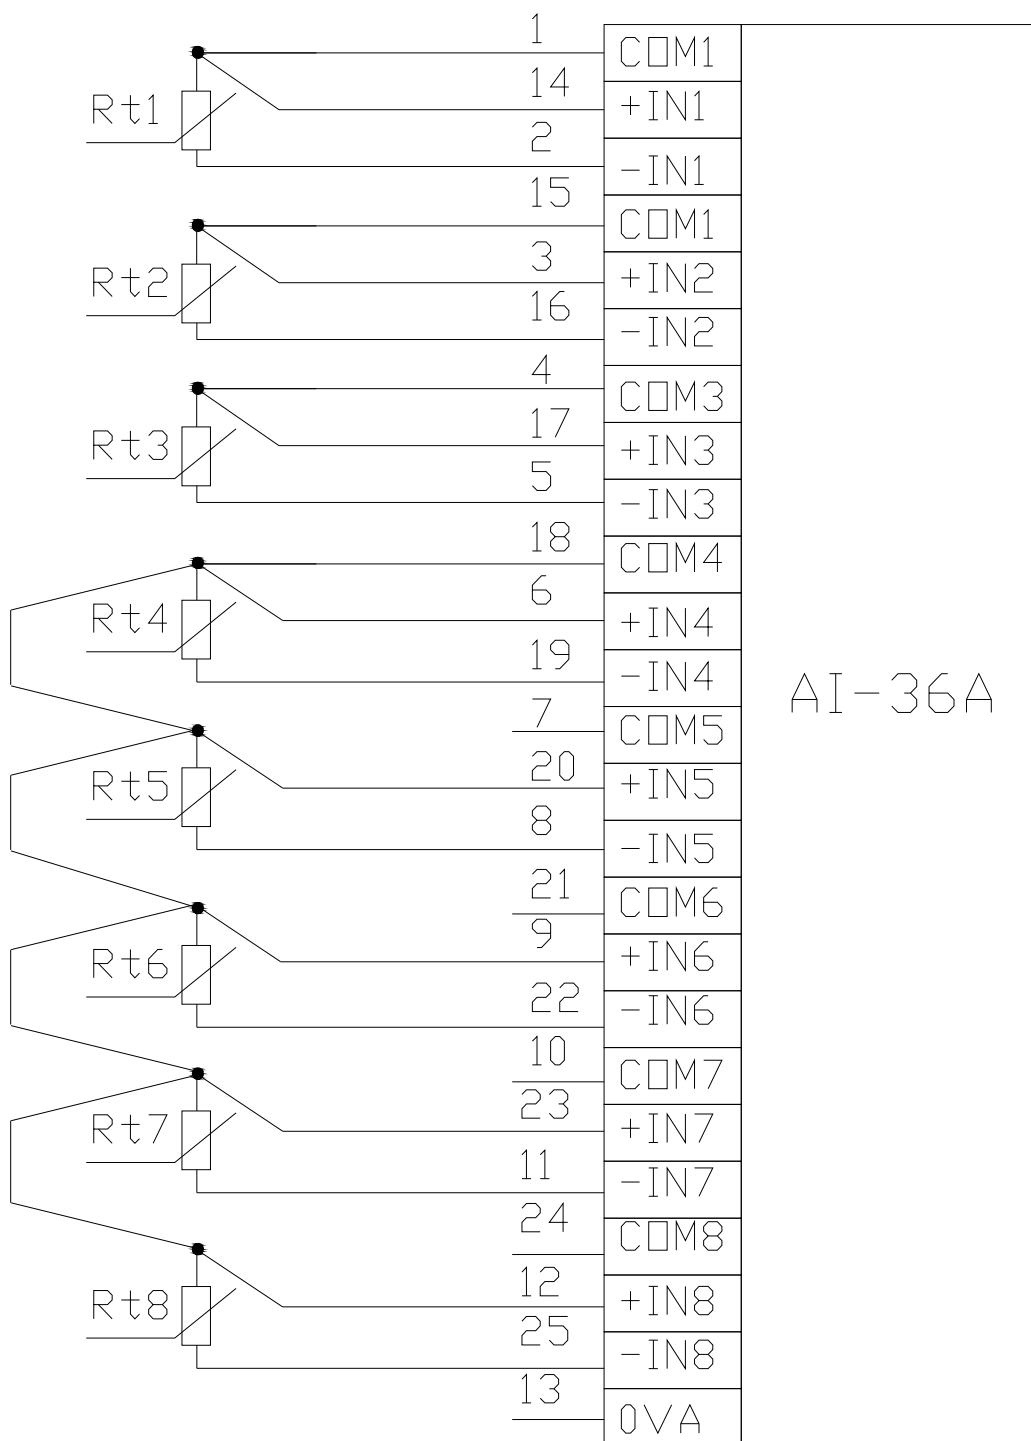 1
COM1
14
Rt1
+IN1
2
-IN1
15
COM1
3
Rt2
+IN2
16
-IN2
4
COM3
17
Rt3
+IN3
5
-IN3
18
COM4
6
Rt4
+IN4
19
-IN4
AI-36A
7
COM5
20
Rt5
+IN5
8
-IN5
21
COM6
9
Rt6
+IN6
22
-IN6
10
COM7
23
Rt7
+IN7
11
-IN7
24
COM8
12
Rt8
+IN8
25
-IN8
13
0VA